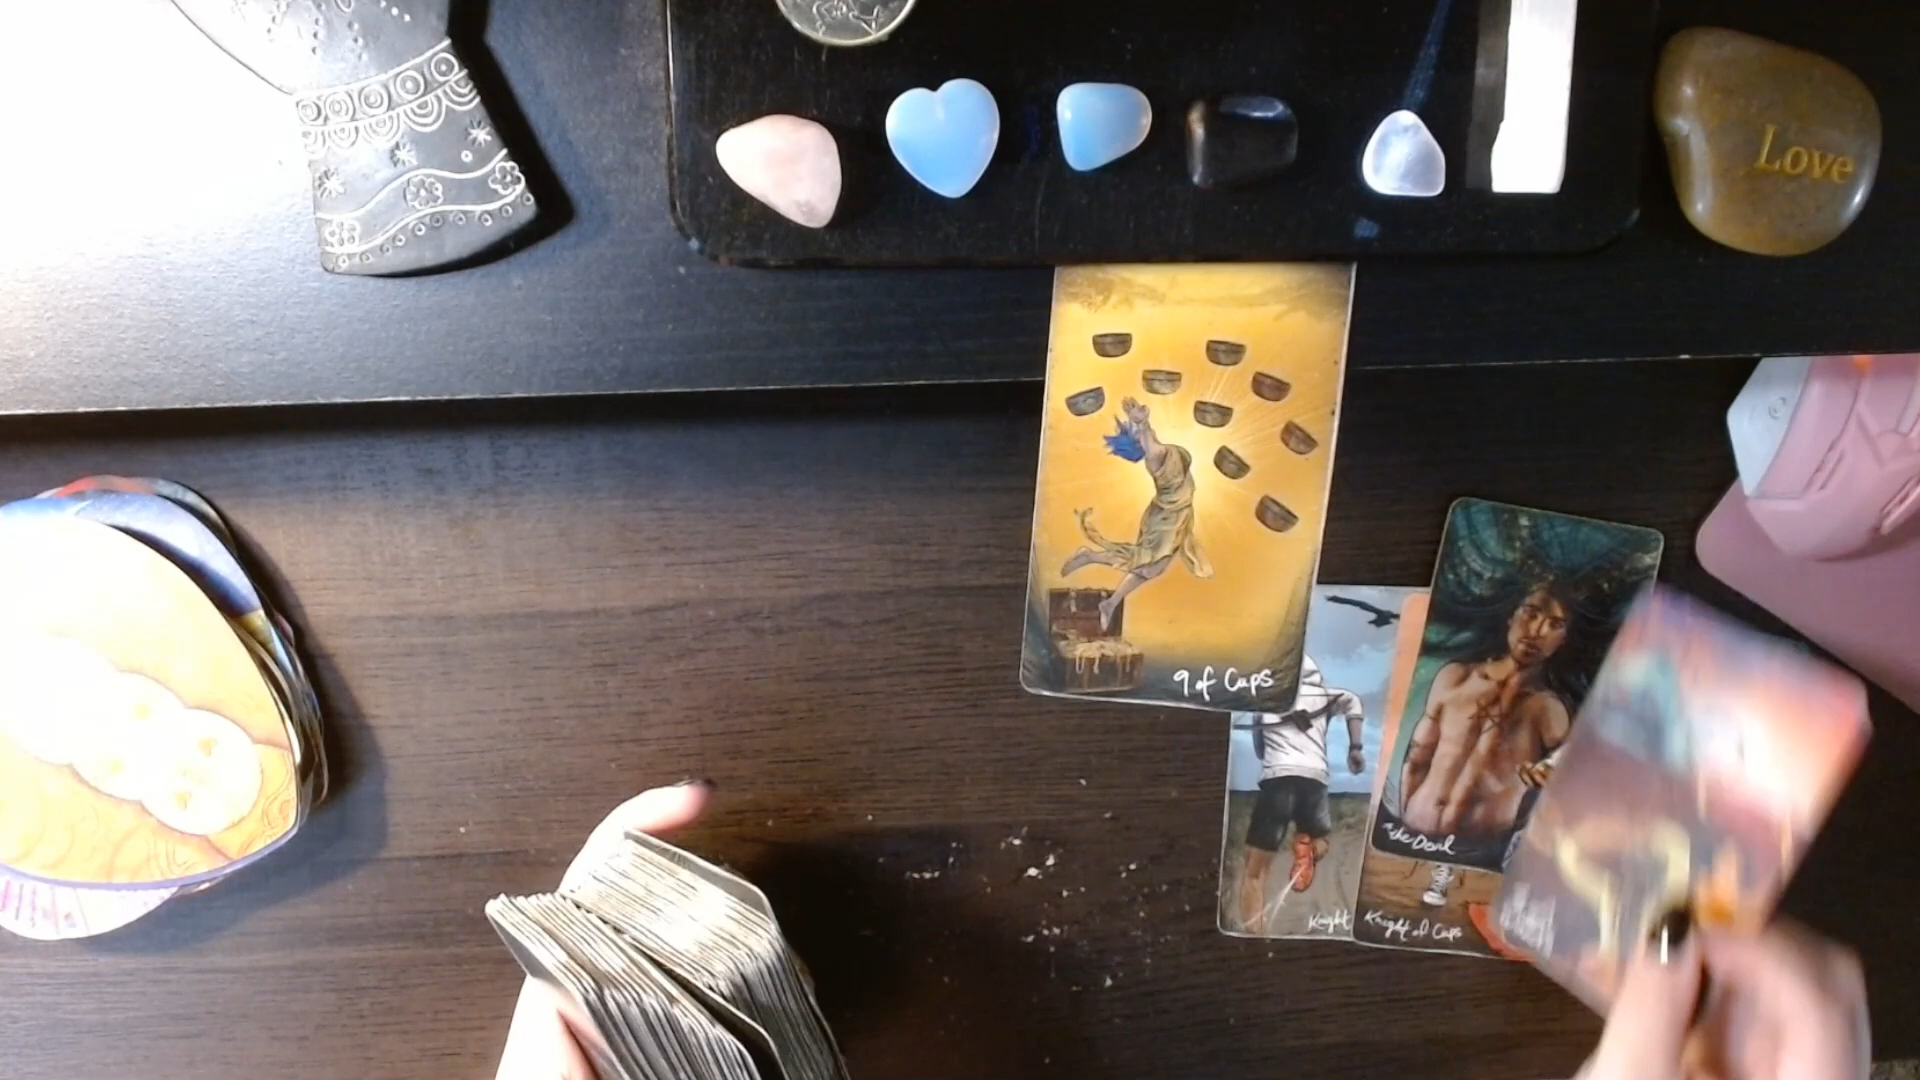 Love
9 of Cups
the Devil
Knight
Knight of Cups